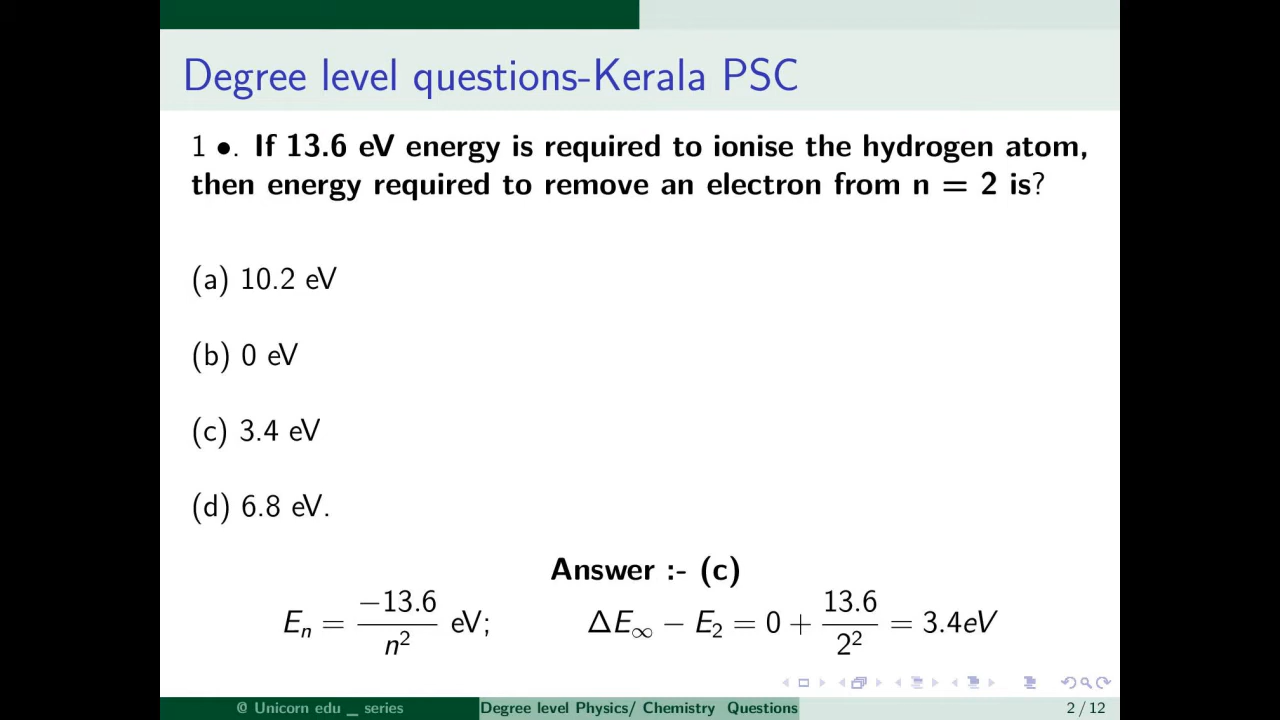 Degree level questions-Kerala PSC
1 •. If 13.6 eV energy is required to ionise the hydrogen atom,
then energy required to remove an electron from n = 2 is?
(a) 10.2 eV
(b) 0 eV
(c) 3.4 eV
(d) 6.8 eV.
Answer :- (c)
Eₙ = −13.6/n² eV; ΔE∞ − E₂ = 0 + 13.6/2² = 3.4eV
@ Unicorn edu _ series Degree level Physics/ Chemistry Questions 2 / 12